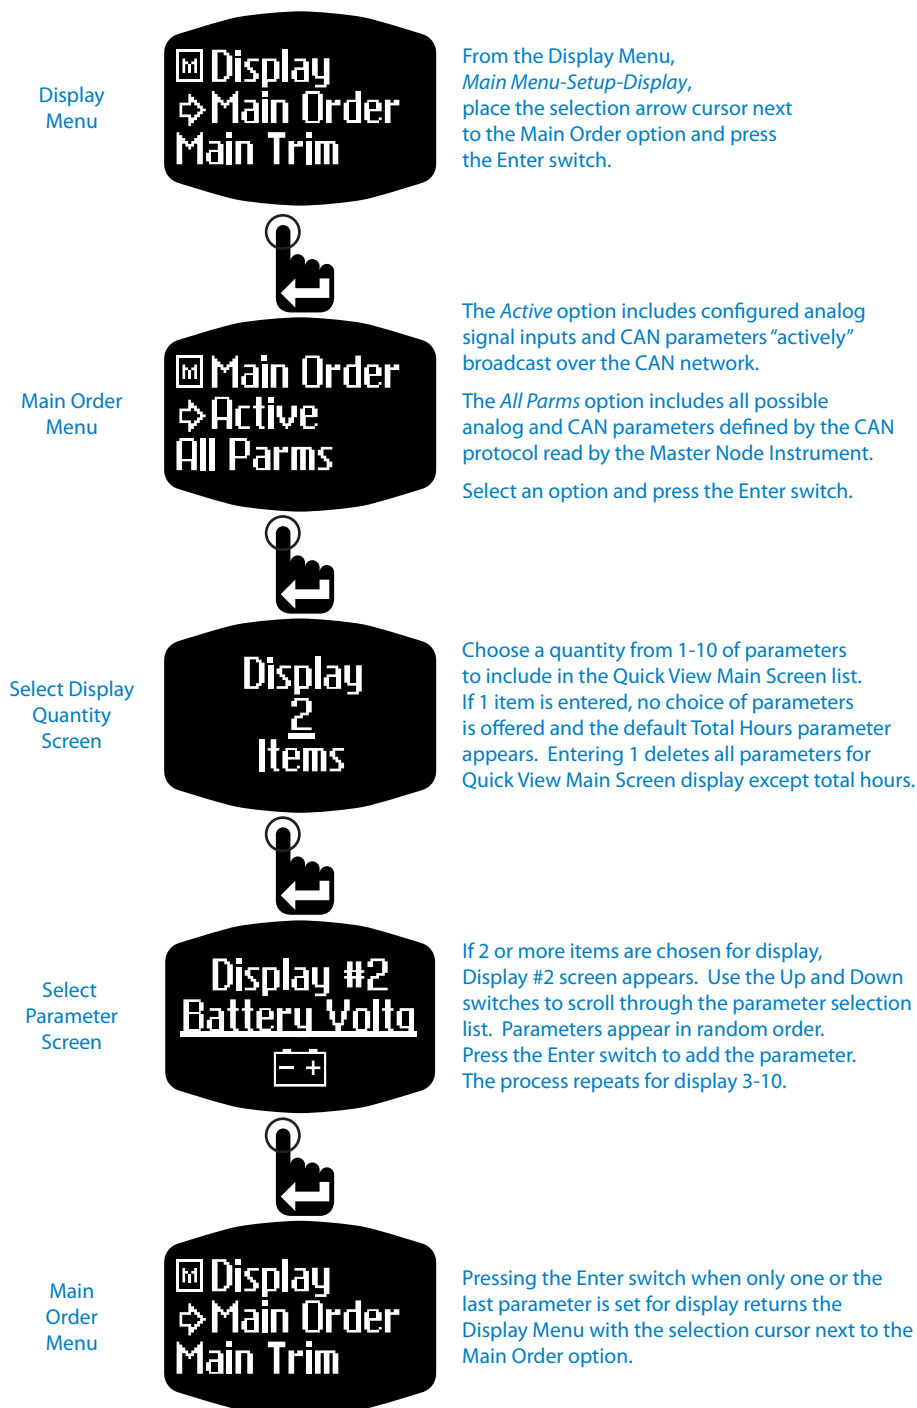 Display
Menu
M Display
Main Order
Main Trim
From the Display Menu,
Main Menu-Setup-Display,
place the selection arrow cursor next
to the Main Order option and press
the Enter switch.
Main Order
Menu
M Main Order
Active
All Parms
The Active option includes configured analog
signal inputs and CAN parameters “actively”
broadcast over the CAN network.
The All Parms option includes all possible
analog and CAN parameters defined by the CAN
protocol read by the Master Node Instrument.
Select an option and press the Enter switch.
Select Display
Quantity
Screen
Display
2
Items
Choose a quantity from 1-10 of parameters
to include in the Quick View Main Screen list.
If 1 item is entered, no choice of parameters
is offered and the default Total Hours parameter
appears.  Entering 1 deletes all parameters for
Quick View Main Screen display except total hours.
Select
Parameter
Screen
Display #2
Battery Voltg
- +
If 2 or more items are chosen for display,
Display #2 screen appears.  Use the Up and Down
switches to scroll through the parameter selection
list.  Parameters appear in random order.
Press the Enter switch to add the parameter.
The process repeats for display 3-10.
Main
Order
Menu
M Display
Main Order
Main Trim
Pressing the Enter switch when only one or the
last parameter is set for display returns the
Display Menu with the selection cursor next to the
Main Order option.